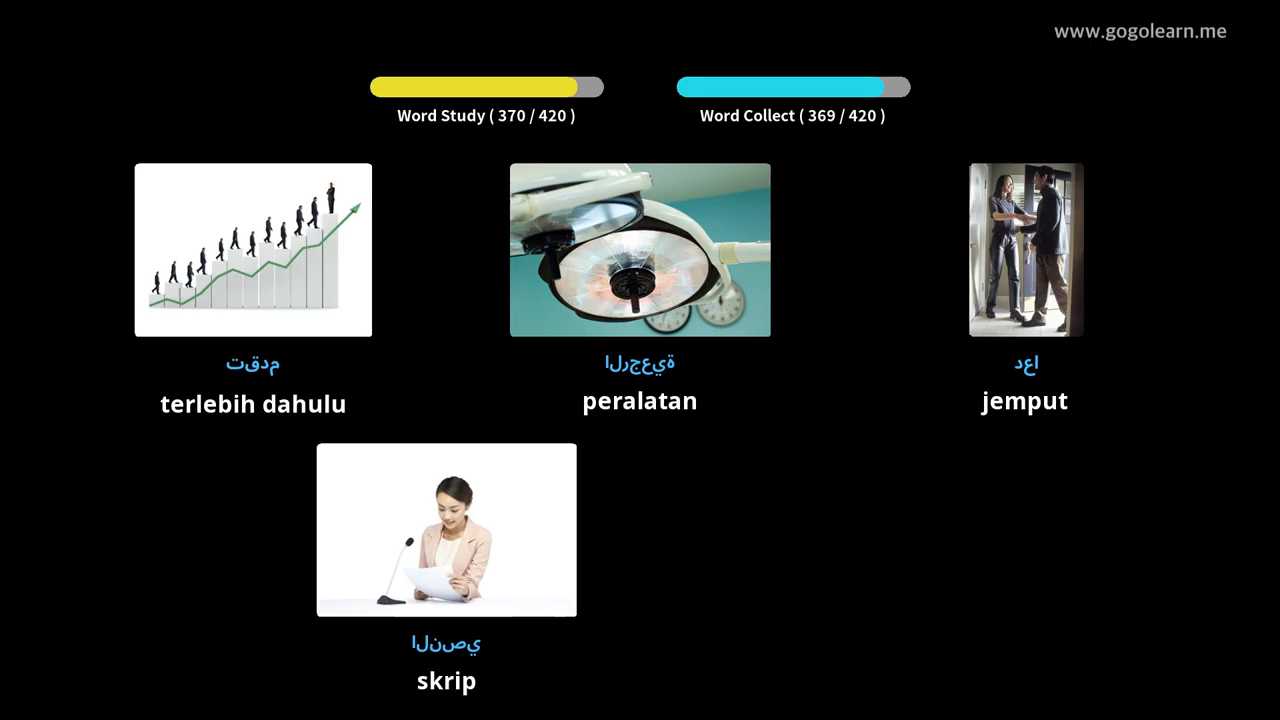 www.gogolearn.me
Word Study ( 370 / 420 )
Word Collect ( 369 / 420 )
تقدم
terlebih dahulu
الرجعية
peralatan
دعا
jemput
النصي
skrip